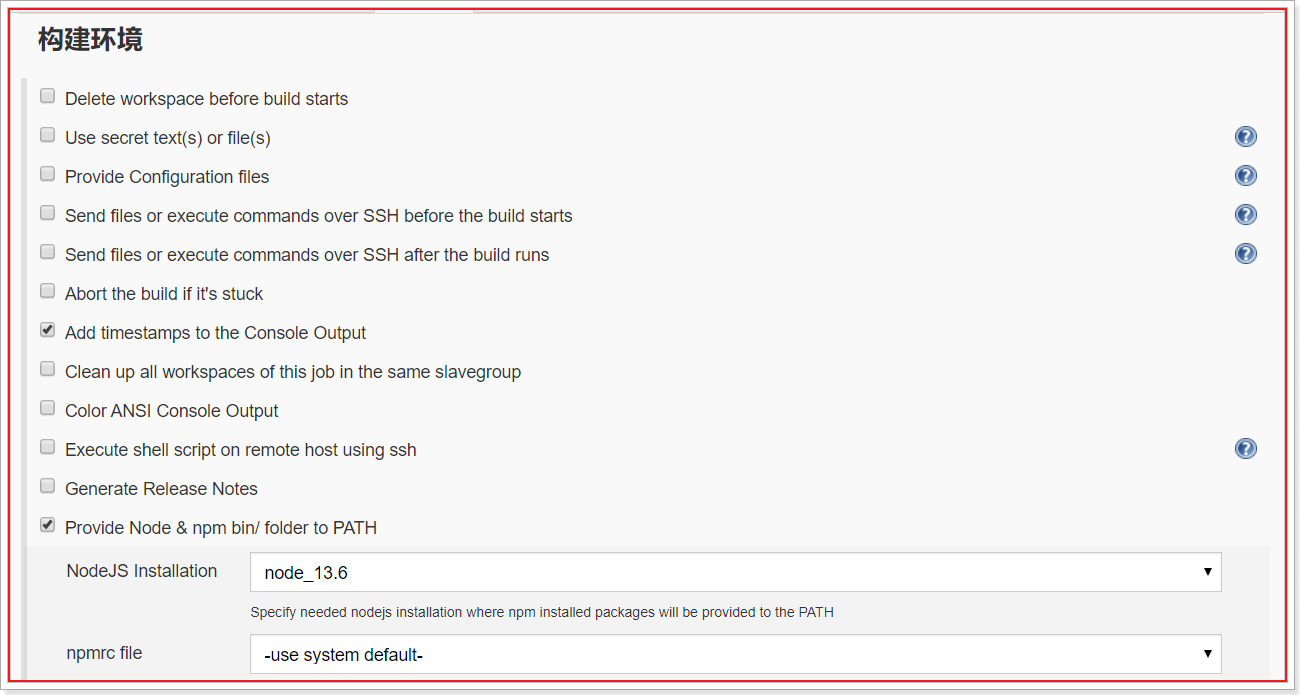 构建环境
Delete workspace before build starts
Use secret text(s) or file(s)
Provide Configuration files
Send files or execute commands over SSH before the build starts
Send files or execute commands over SSH after the build runs
Abort the build if it's stuck
Add timestamps to the Console Output
Clean up all workspaces of this job in the same slavegroup
Color ANSI Console Output
Execute shell script on remote host using ssh
Generate Release Notes
Provide Node & npm bin/ folder to PATH
NodeJS Installation node_13.6
Specify needed nodejs installation where npm installed packages will be provided to the PATH
npmrc file -use system default-